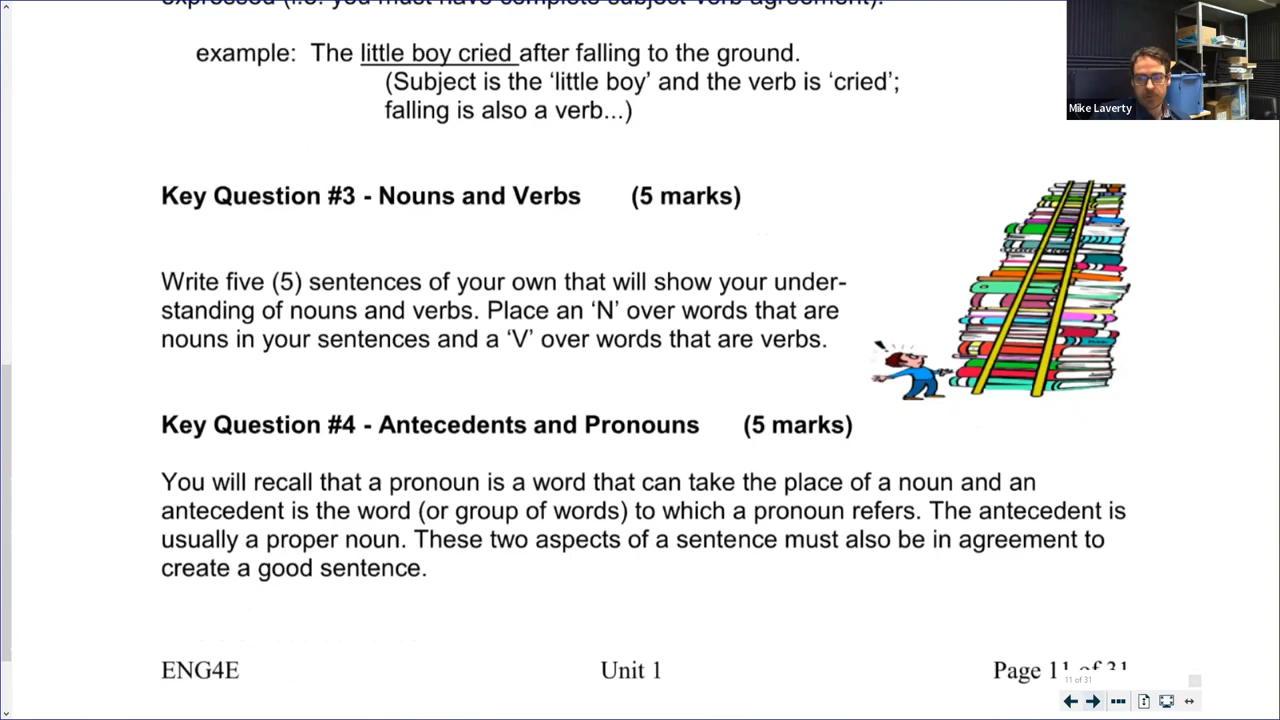 expressed (i.e. you must have complete subject verb agreement).
example: The little boy cried after falling to the ground.
(Subject is the ‘little boy’ and the verb is ‘cried’;
falling is also a verb...)
Mike Laverty
Key Question #3 - Nouns and Verbs (5 marks)
Write five (5) sentences of your own that will show your under-
standing of nouns and verbs. Place an ‘N’ over words that are
nouns in your sentences and a ‘V’ over words that are verbs.
Key Question #4 - Antecedents and Pronouns (5 marks)
You will recall that a pronoun is a word that can take the place of a noun and an
antecedent is the word (or group of words) to which a pronoun refers. The antecedent is
usually a proper noun. These two aspects of a sentence must also be in agreement to
create a good sentence.
ENG4E Unit 1 Page 11 of 31
11 of 31